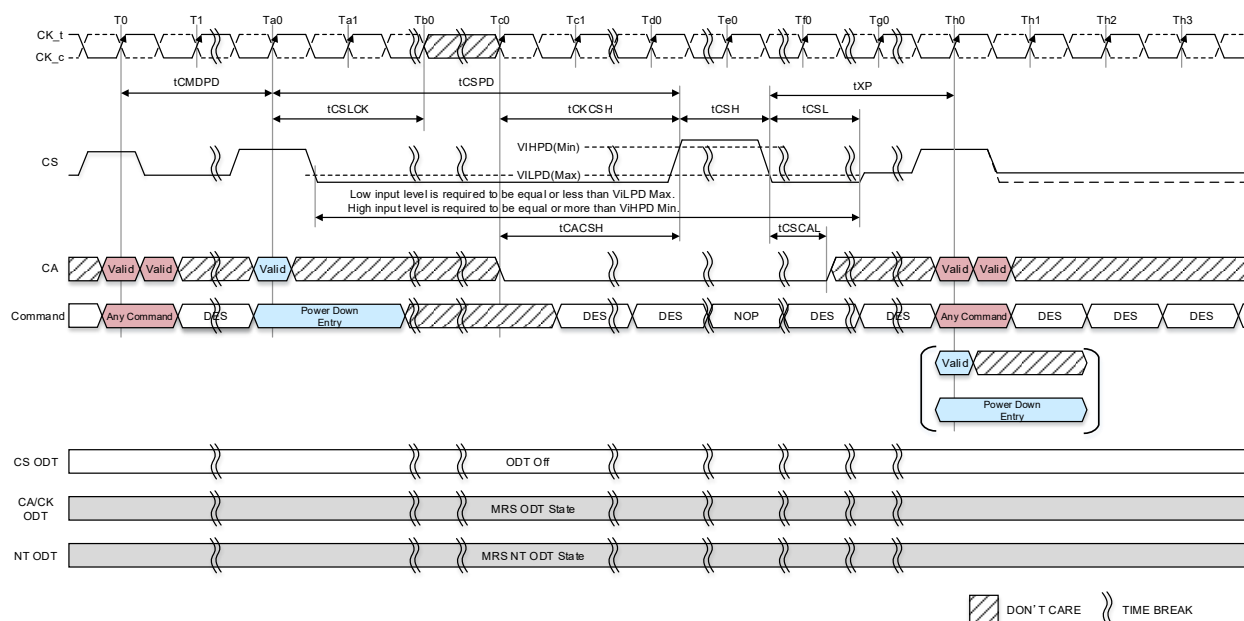 T0 T1 Ta0 Ta1 Tb0 Tc0 Tc1 Td0 Te0 Tf0 Tg0 Th0 Th1 Th2 Th3
CK_t
CK_c
tCMDPD tCSPD tXP
tCSLCK tCKCSH tCSH tCSL
VIHPD(Min)
CS
VILPD(Max)
Low input level is required to be equal or less than ViLPD Max.
High input level is required to be equal or more than ViHPD Min.
tCACSH tCSCAL
CA Valid Valid Valid Valid Valid
Command Any Command DES Power Down Entry DES DES NOP DES DES Any Command DES DES DES
Valid
Power Down
Entry
CS ODT ODT Off
CA/CK
ODT MRS ODT State
NT ODT MRS NT ODT State
DON'T CARE TIME BREAK